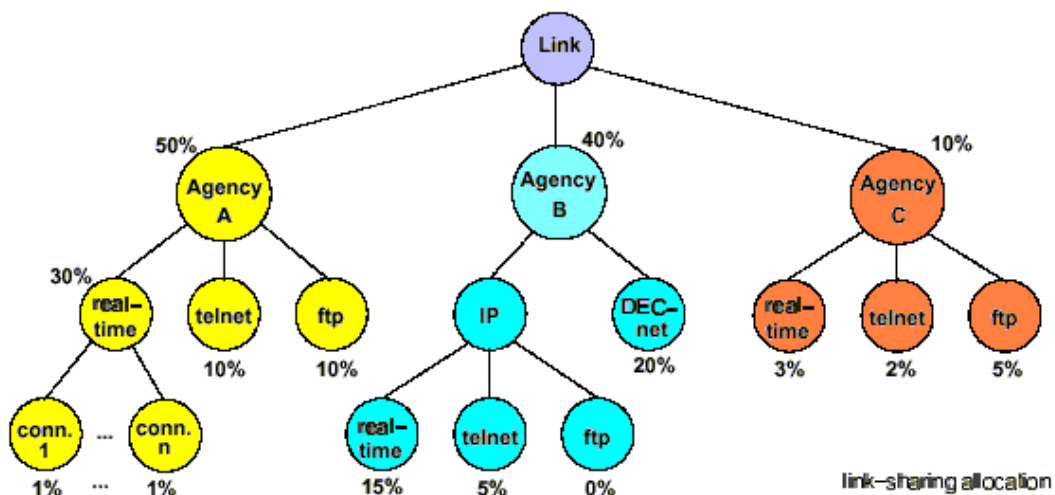 Link
50%
40%
10%
Agency
A
Agency
B
Agency
C
30%
real-
time
telnet
ftp
IP
DEC-
net
real-
time
telnet
ftp
10%
10%
20%
3%
2%
5%
conn.
1
...
conn.
n
real-
time
telnet
ftp
1%
...
1%
15%
5%
0%
link-sharing allocation